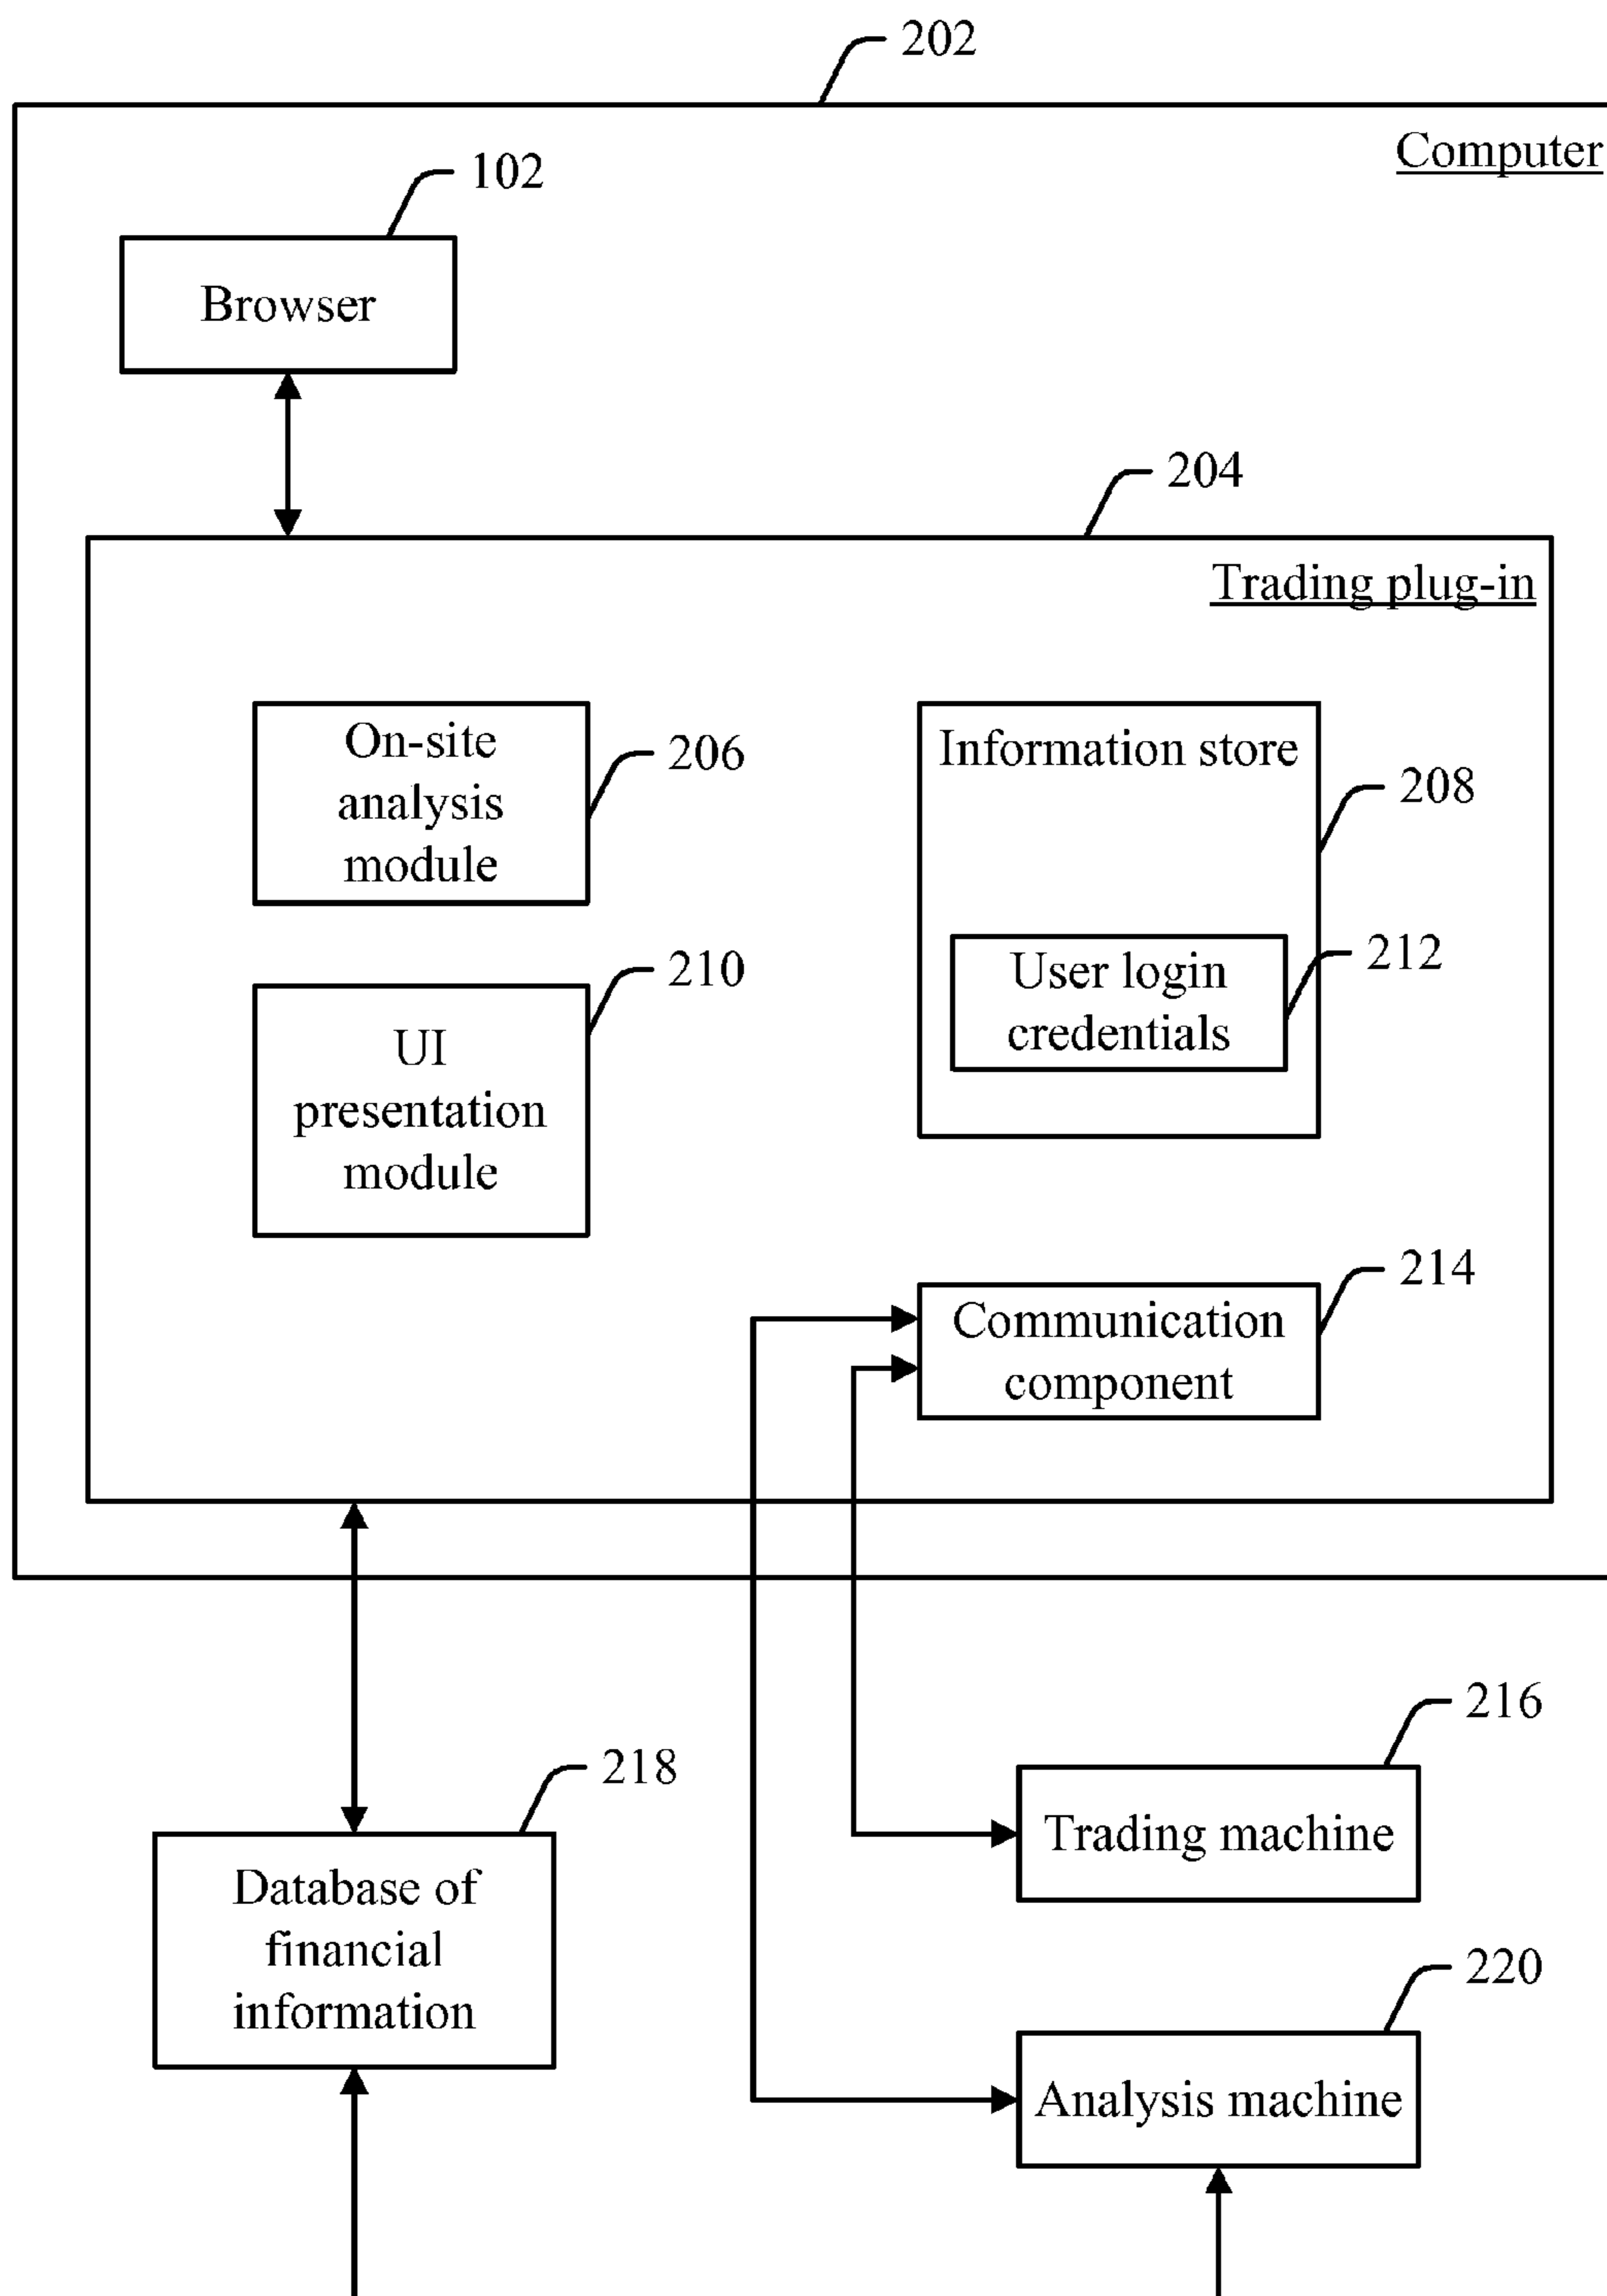 202
Computer
102
Browser
204
Trading plug-in
On-site
analysis
module
206
Information store
208
User login
credentials
212
210
UI
presentation
module
214
Communication
component
216
Trading machine
218
Database of
financial
information
220
Analysis machine